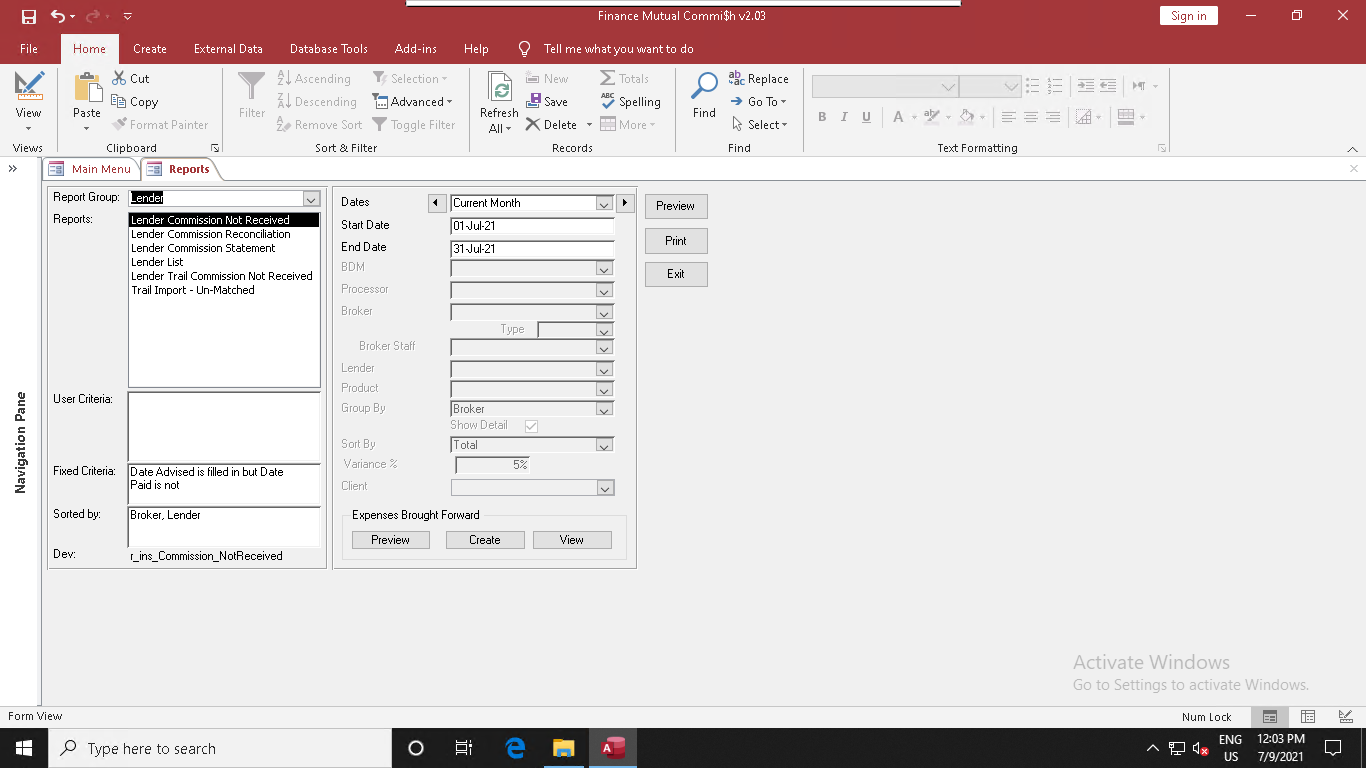 Finance Mutual Commi$h v2.03
Sign in
File Home Create External Data Database Tools Add-ins Help Tell me what you want to do
View
Views
Paste
Cut
Copy
Format Painter
Clipboard
Filter
Ascending
Descending
Remove Sort
Selection
Advanced
Toggle Filter
Sort & Filter
Refresh
All
New
Save
Delete
Totals
Spelling
More
Records
Find
Replace
Go To
Select
Find
B I U A
Text Formatting
Main Menu Reports
Navigation Pane
Report Group: Lender
Reports:
Lender Commission Not Received
Lender Commission Reconciliation
Lender Commission Statement
Lender List
Lender Trail Commission Not Received
Trail Import - Un-Matched
User Criteria:
Fixed Criteria: Date Advised is filled in but Date
Paid is not
Sorted by: Broker, Lender
Dev: r_ins_Commission_NotReceived
Dates Current Month
Start Date 01-Jul-21
End Date 31-Jul-21
BDM
Processor
Broker
Type
Broker Staff
Lender
Product
Group By Broker
Show Detail
Sort By Total
Variance % 5%
Client
Expenses Brought Forward
Preview Create View
Preview
Print
Exit
Activate Windows
Go to Settings to activate Windows.
Form View
Num Lock
Type here to search
ENG
US
12:03 PM
7/9/2021